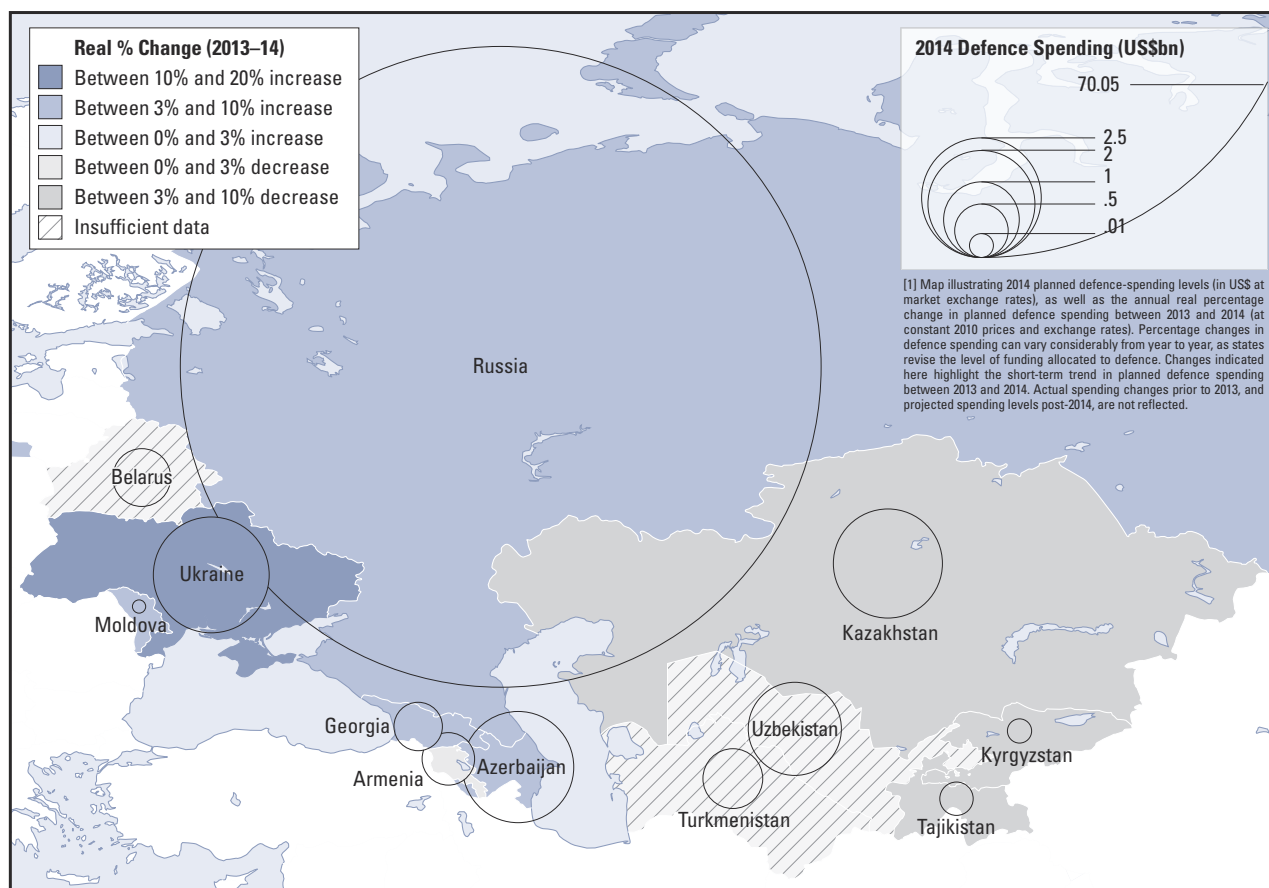 Real % Change (2013–14)
Between 10% and 20% increase
Between 3% and 10% increase
Between 0% and 3% increase
Between 0% and 3% decrease
Between 3% and 10% decrease
Insufficient data
2014 Defence Spending (US$bn)
70.05
2.5
2
1
.5
.01
[1] Map illustrating 2014 planned defence-spending levels (in US$ at
market exchange rates), as well as the annual real percentage
change in planned defence spending between 2013 and 2014 (at
constant 2010 prices and exchange rates). Percentage changes in
defence spending can vary considerably from year to year, as states
revise the level of funding allocated to defence. Changes indicated
here highlight the short-term trend in planned defence spending
between 2013 and 2014. Actual spending changes prior to 2013, and
projected spending levels post-2014, are not reflected.
Russia
Belarus
Ukraine
Moldova
Kazakhstan
Georgia
Armenia
Azerbaijan
Uzbekistan
Turkmenistan
Kyrgyzstan
Tajikistan